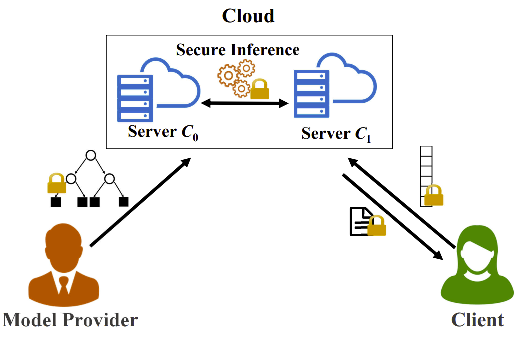 Cloud
Secure Inference
Server C0
Server C1
Model Provider
Client